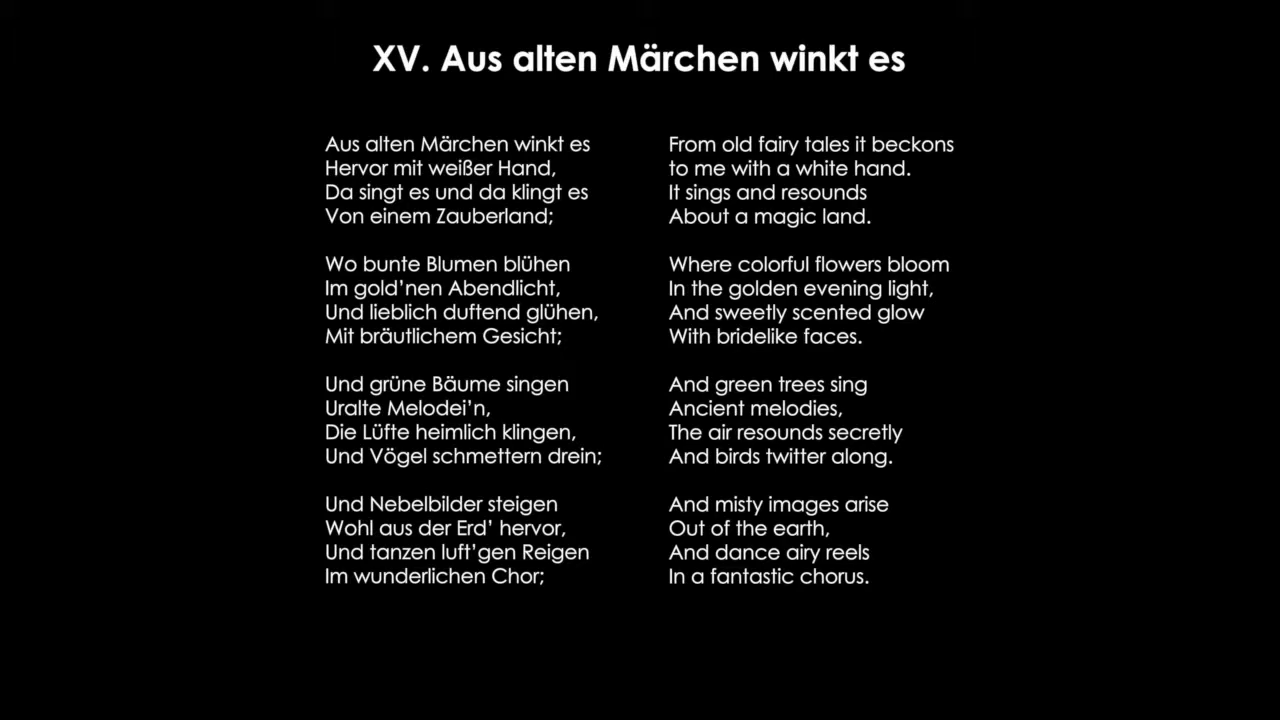 XV. Aus alten Märchen winkt es
Aus alten Märchen winkt es
Hervor mit weißer Hand,
Da singt es und da klingt es
Von einem Zauberland;
Wo bunte Blumen blühen
Im gold’nen Abendlicht,
Und lieblich duftend glühen,
Mit bräutlichem Gesicht;
Und grüne Bäume singen
Uralte Melodei’n,
Die Lüfte heimlich klingen,
Und Vögel schmettern drein;
Und Nebelbilder steigen
Wohl aus der Erd’ hervor,
Und tanzen luft’gen Reigen
Im wunderlichen Chor;
From old fairy tales it beckons
to me with a white hand.
It sings and resounds
About a magic land.
Where colorful flowers bloom
In the golden evening light,
And sweetly scented glow
With bridelike faces.
And green trees sing
Ancient melodies,
The air resounds secretly
And birds twitter along.
And misty images arise
Out of the earth,
And dance airy reels
In a fantastic chorus.